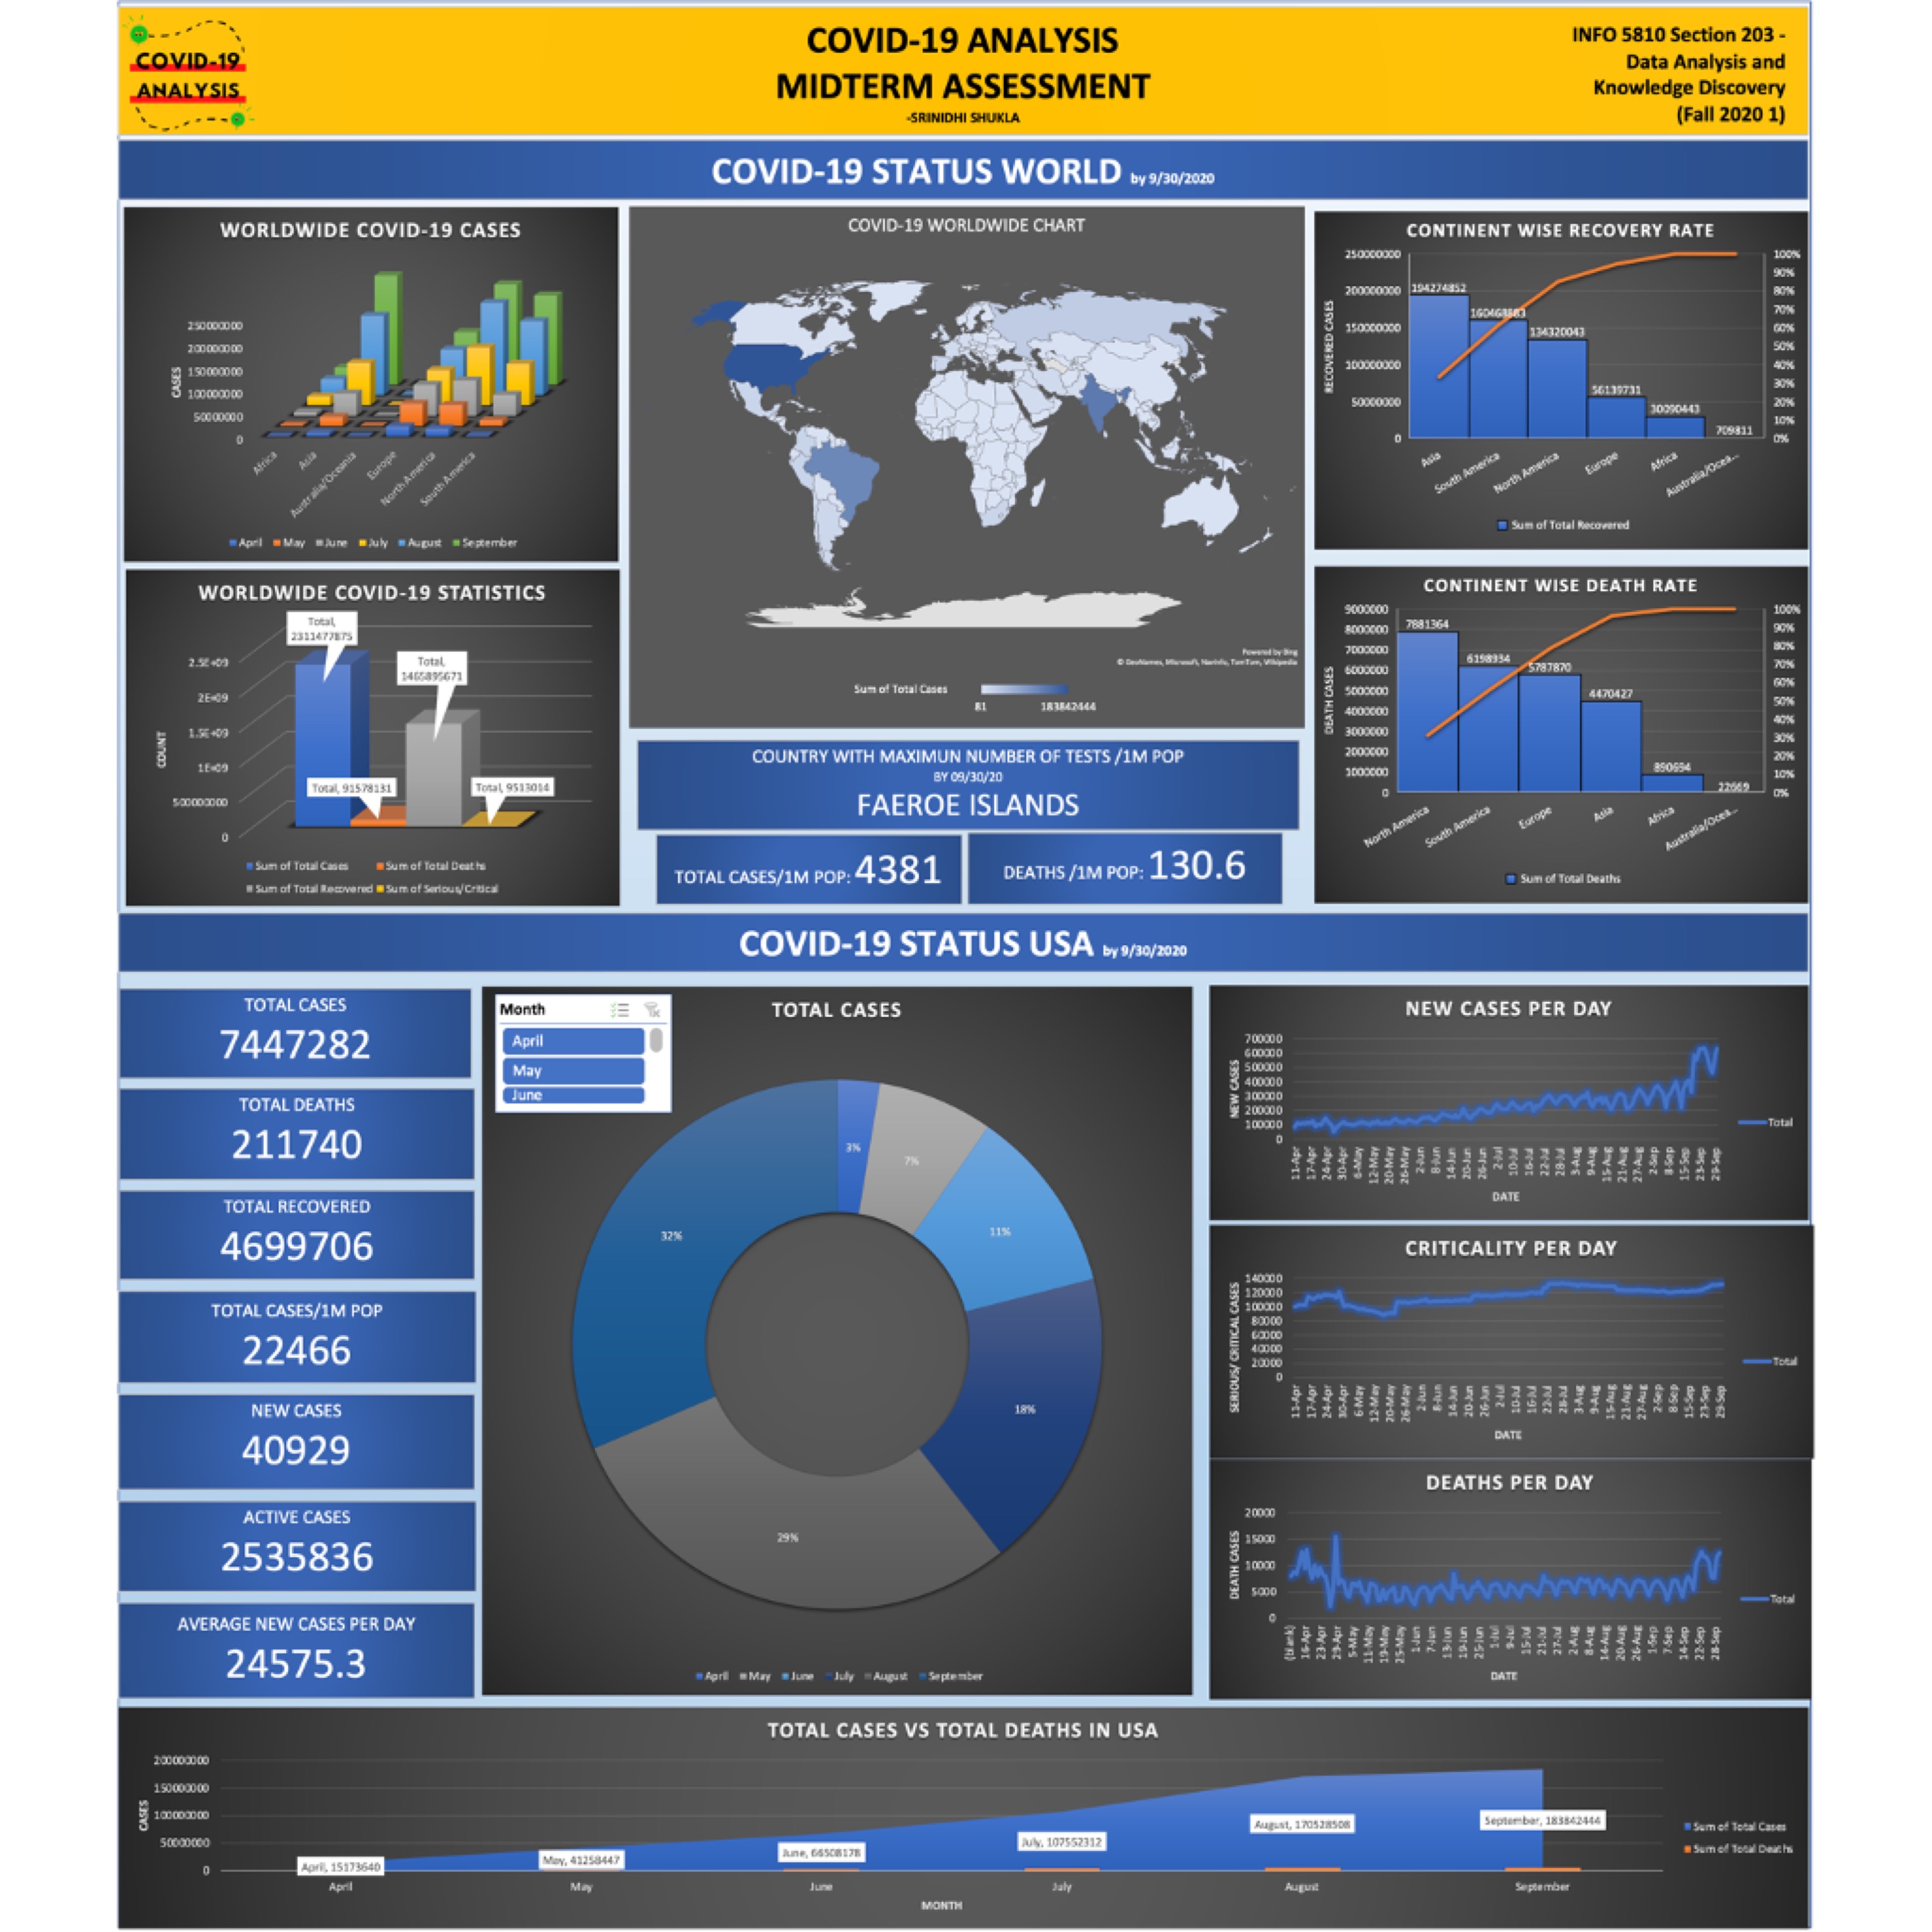 COVID-19
ANALYSIS
COVID-19 ANALYSIS
MIDTERM ASSESSMENT
-SRINIDHI SHUKLA
INFO 5810 Section 203 -
Data Analysis and
Knowledge Discovery
(Fall 2020 1)
COVID-19 STATUS WORLD by 9/30/2020
WORLDWIDE COVID-19 CASES
CASES
250000000
200000000
150000000
100000000
50000000
0
Africa
Asia
Australia/Oceania
Europe
North America
South America
April May June July August September
COVID-19 WORLDWIDE CHART
Powered by Bing
© GeoNames, Microsoft, NavInfo, TomTom, Wikipedia
Sum of Total Cases
81 183842444
CONTINENT WISE RECOVERY RATE
RECOVERED CASES
250000000
200000000
150000000
100000000
50000000
0
194274852
160468883
134320043
56139731
30090443
709811
100%
90%
80%
70%
60%
50%
40%
30%
20%
10%
0%
Asia
South America
North America
Europe
Africa
Australia/Ocea...
Sum of Total Recovered
WORLDWIDE COVID-19 STATISTICS
COUNT
2.5E+09
2E+09
1.5E+09
1E+09
500000000
0
Total,
2311477875
Total,
1465895671
Total, 91578131
Total, 9513014
Sum of Total Cases Sum of Total Deaths
Sum of Total Recovered Sum of Serious/Critical
COUNTRY WITH MAXIMUN NUMBER OF TESTS /1M POP
BY 09/30/20
FAEROE ISLANDS
TOTAL CASES/1M POP: 4381
DEATHS /1M POP: 130.6
CONTINENT WISE DEATH RATE
DEATH CASES
9000000
8000000
7000000
6000000
5000000
4000000
3000000
2000000
1000000
0
7881364
6198934
5787870
4470427
890694
22669
100%
90%
80%
70%
60%
50%
40%
30%
20%
10%
0%
North America
South America
Europe
Asia
Africa
Australia/Ocea...
Sum of Total Deaths
COVID-19 STATUS USA by 9/30/2020
TOTAL CASES
7447282
TOTAL DEATHS
211740
TOTAL RECOVERED
4699706
TOTAL CASES/1M POP
22466
NEW CASES
40929
ACTIVE CASES
2535836
AVERAGE NEW CASES PER DAY
24575.3
Month
April
May
June
TOTAL CASES
3%
7%
11%
18%
29%
32%
April May June July August September
NEW CASES PER DAY
NEW CASES
700000
600000
500000
400000
300000
200000
100000
0
11-Apr
17-Apr
24-Apr
30-Apr
6-May
12-May
20-May
26-May
2-Jun
8-Jun
14-Jun
20-Jun
26-Jun
2-Jul
10-Jul
16-Jul
22-Jul
28-Jul
3-Aug
9-Aug
15-Aug
21-Aug
27-Aug
2-Sep
8-Sep
15-Sep
23-Sep
29-Sep
DATE
Total
CRITICALITY PER DAY
SERIOUS/ CRITICAL CASES
140000
120000
100000
80000
60000
40000
20000
0
11-Apr
17-Apr
24-Apr
30-Apr
6-May
12-May
20-May
26-May
2-Jun
8-Jun
14-Jun
20-Jun
26-Jun
2-Jul
10-Jul
16-Jul
22-Jul
28-Jul
3-Aug
9-Aug
15-Aug
21-Aug
27-Aug
2-Sep
8-Sep
15-Sep
23-Sep
29-Sep
DATE
Total
DEATHS PER DAY
DEATH CASES
20000
15000
10000
5000
0
(blank)
16-Apr
23-Apr
29-Apr
5-May
11-May
19-May
25-May
1-Jun
7-Jun
13-Jun
19-Jun
25-Jun
1-Jul
9-Jul
15-Jul
21-Jul
27-Jul
2-Aug
8-Aug
14-Aug
20-Aug
26-Aug
1-Sep
7-Sep
14-Sep
22-Sep
28-Sep
DATE
Total
TOTAL CASES VS TOTAL DEATHS IN USA
CASES
200000000
150000000
100000000
50000000
0
April, 15173640
May, 41258447
June, 66508178
July, 107552312
August, 170528508
September, 183842444
April
May
June
July
August
September
MONTH
Sum of Total Cases
Sum of Total Deaths